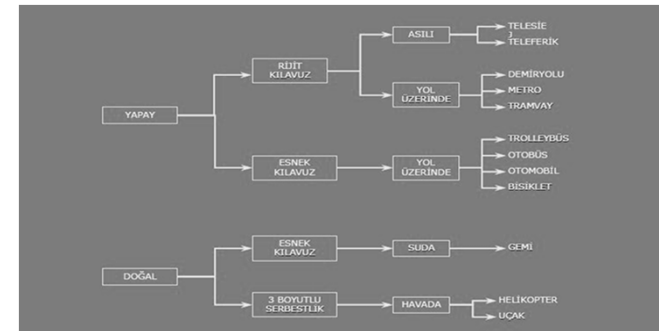 YAPAY
RİJİT
KILAVUZ
ASILI
TELESİE
J
TELEFERİK
YOL
ÜZERİNDE
DEMİRYOLU
METRO
TRAMVAY
ESNEK
KILAVUZ
YOL
ÜZERİNDE
TROLLEYBÜS
OTOBÜS
OTOMOBİL
BİSİKLET
DOĞAL
ESNEK
KILAVUZ
SUDA
GEMİ
3 BOYUTLU
SERBESTLİK
HAVADA
HELİKOPTER
UÇAK